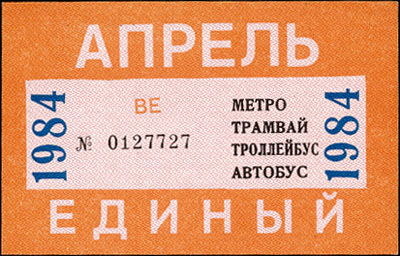 АПРЕЛЬ
1984
ВЕ
№ 0127727
МЕТРО
ТРАМВАЙ
ТРОЛЛЕЙБУС
АВТОБУС
1984
ЕДИНЫЙ